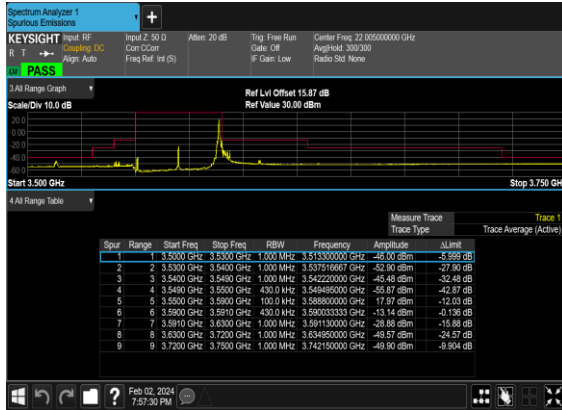 Spectrum Analyzer 1
Spurious Emissions
+
KEYSIGHT Input: RF Input Z: 50 Ω Atten: 20 dB Trig: Free Run Center Freq: 22.005000000 GHz
R T Coupling: DC Corr CCorr Gate: Off Avg|Hold: 300/300
Align: Auto Freq Ref: Int (S) IF Gain: Low Radio Std: None
PASS
3 All Range Graph
Ref Lvl Offset 15.87 dB
Scale/Div 10.0 dB Ref Value 30.00 dBm
20.0
0.00
-20.0
-40.0
-60.0
Start 3.500 GHz Stop 3.750 GH
4 All Range Table
Measure Trace Trace 1
Trace Type Trace Average (Active)
Spur Range Start Freq Stop Freq RBW Frequency Amplitude ΔLimit
1 1 3.5000 GHz 3.5300 GHz 1.000 MHz 3.513300000 GHz -46.00 dBm -5.999 dB
2 2 3.5300 GHz 3.5400 GHz 1.000 MHz 3.537516667 GHz -52.90 dBm -27.90 dB
3 3 3.5400 GHz 3.5490 GHz 1.000 MHz 3.542220000 GHz -45.48 dBm -32.48 dB
4 4 3.5490 GHz 3.5500 GHz 430.0 kHz 3.549495000 GHz -55.87 dBm -42.87 dB
5 5 3.5500 GHz 3.5900 GHz 100.0 kHz 3.588800000 GHz 17.97 dBm -12.03 dB
6 6 3.5900 GHz 3.5910 GHz 430.0 kHz 3.590033333 GHz -13.14 dBm -0.136 dB
7 7 3.5910 GHz 3.6300 GHz 1.000 MHz 3.591130000 GHz -28.88 dBm -15.88 dB
8 8 3.6300 GHz 3.7200 GHz 1.000 MHz 3.634950000 GHz -49.57 dBm -24.57 dB
9 9 3.7200 GHz 3.7500 GHz 1.000 MHz 3.742150000 GHz -49.90 dBm -9.904 dB
? Feb 02, 2024
7:57:30 PM